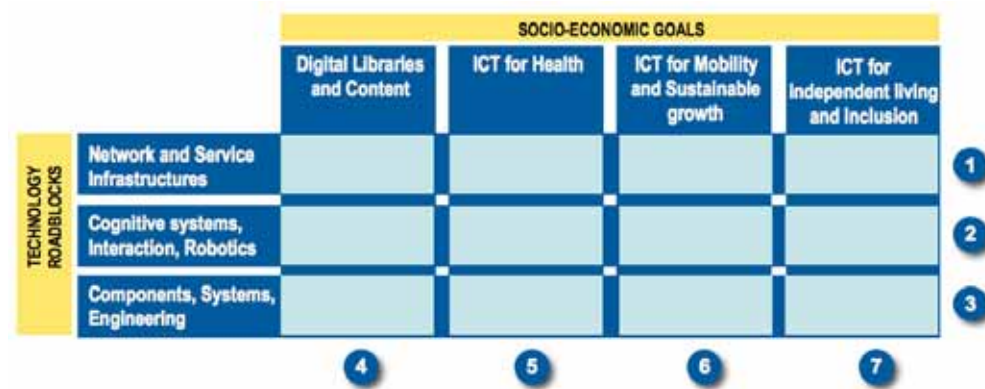 SOCIO-ECONOMIC GOALS
Digital Libraries
and Content
ICT for Health
ICT for Mobility
and Sustainable
growth
ICT for
independent living
and inclusion
TECHNOLOGY
ROADBLOCKS
Network and Service
Infrastructures
1
Cognitive systems,
Interaction, Robotics
2
Components, Systems,
Engineering
3
4
5
6
7